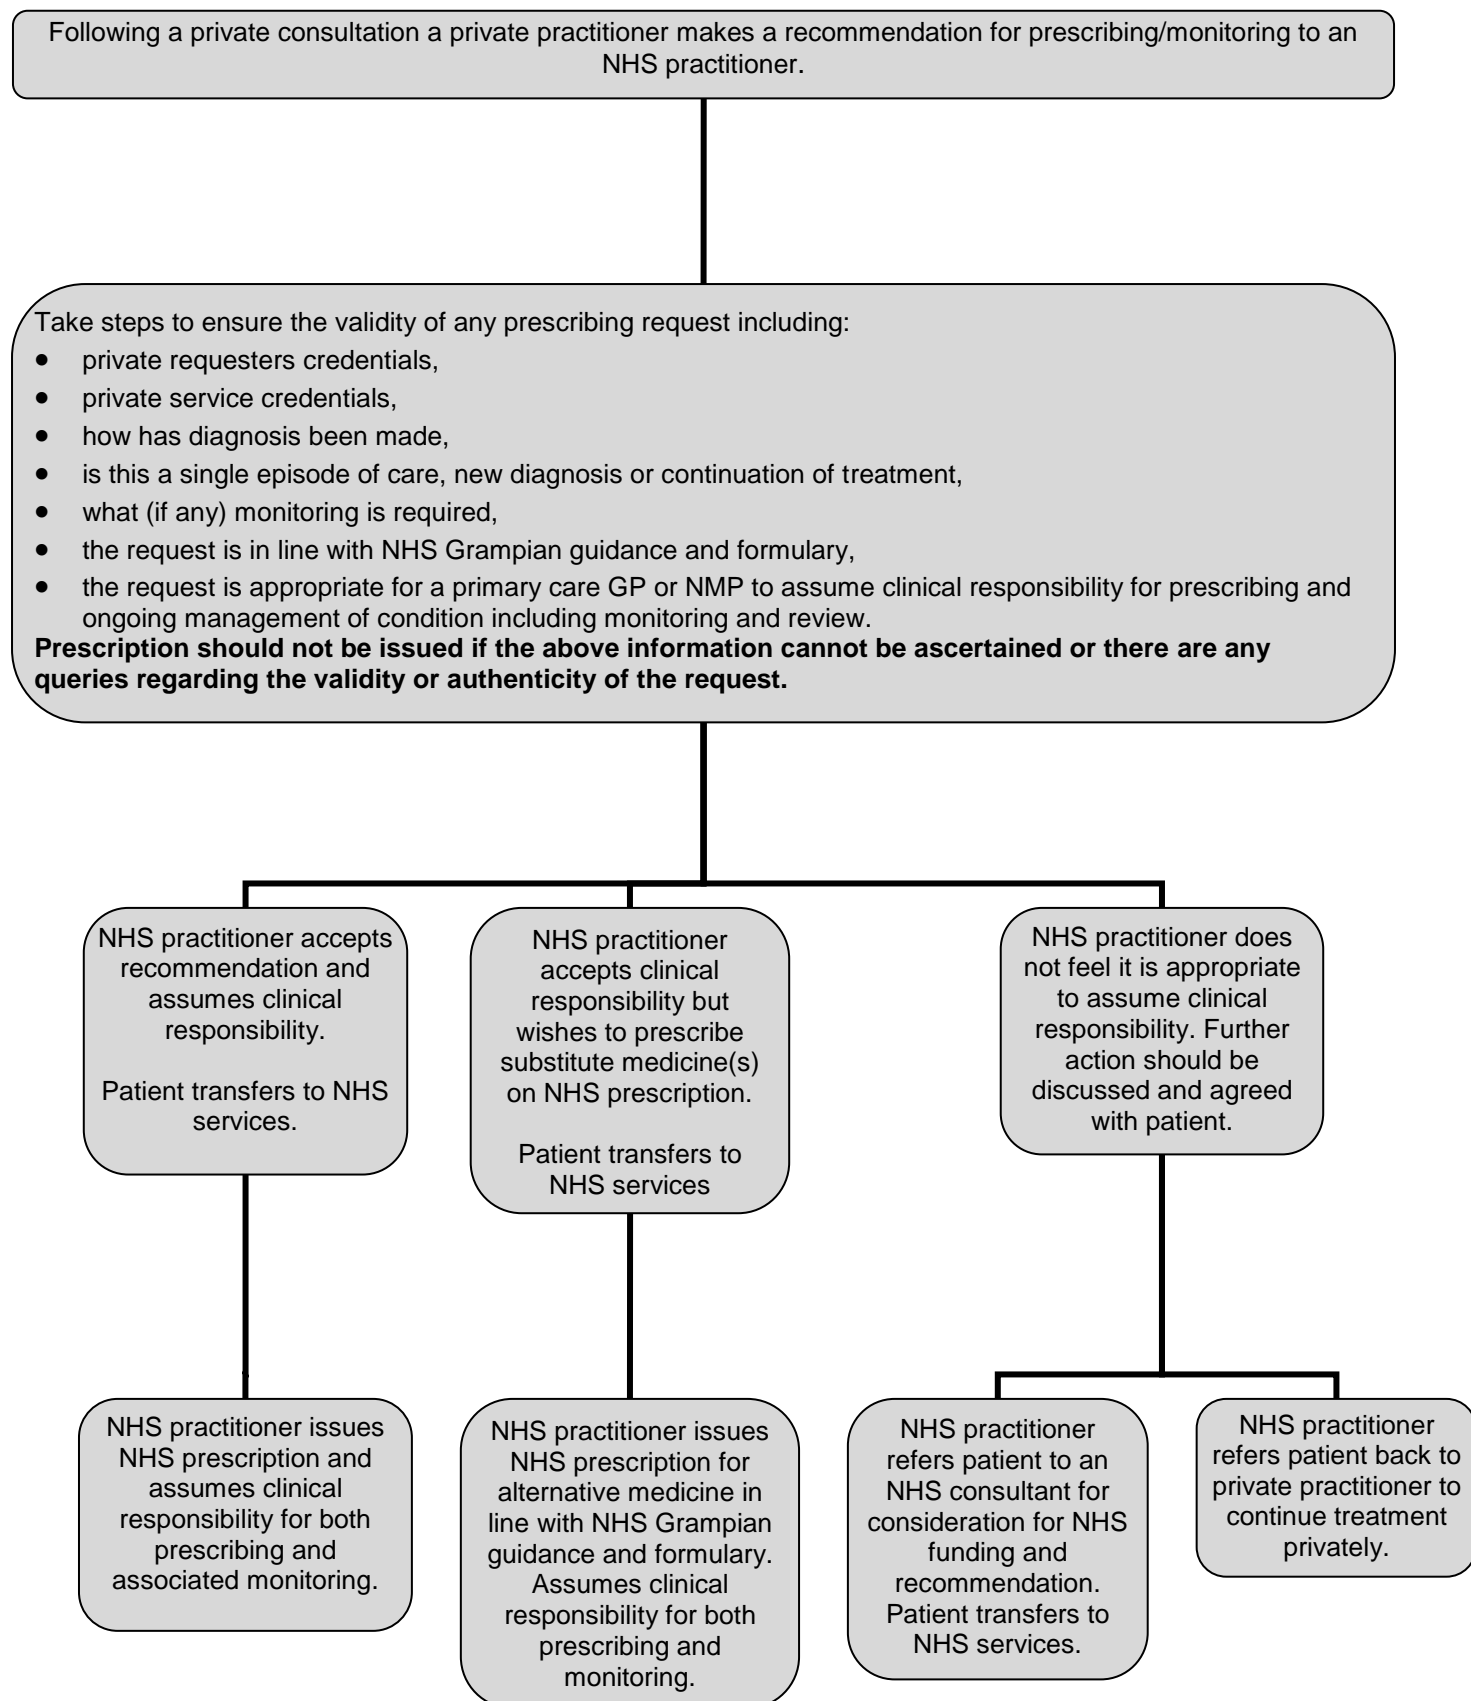 Following a private consultation a private practitioner makes a recommendation for prescribing/monitoring to an
NHS practitioner.
Take steps to ensure the validity of any prescribing request including:
• private requesters credentials,
• private service credentials,
• how has diagnosis been made,
• is this a single episode of care, new diagnosis or continuation of treatment,
• what (if any) monitoring is required,
• the request is in line with NHS Grampian guidance and formulary,
• the request is appropriate for a primary care GP or NMP to assume clinical responsibility for prescribing and
ongoing management of condition including monitoring and review.
Prescription should not be issued if the above information cannot be ascertained or there are any
queries regarding the validity or authenticity of the request.
NHS practitioner accepts
recommendation and
assumes clinical
responsibility.
Patient transfers to NHS
services.
NHS practitioner
accepts clinical
responsibility but
wishes to prescribe
substitute medicine(s)
on NHS prescription.
Patient transfers to
NHS services
NHS practitioner does
not feel it is appropriate
to assume clinical
responsibility. Further
action should be
discussed and agreed
with patient.
NHS practitioner issues
NHS prescription and
assumes clinical
responsibility for both
prescribing and
associated monitoring.
NHS practitioner issues
NHS prescription for
alternative medicine in
line with NHS Grampian
guidance and formulary.
Assumes clinical
responsibility for both
prescribing and
monitoring.
NHS practitioner
refers patient to an
NHS consultant for
consideration for NHS
funding and
recommendation.
Patient transfers to
NHS services.
NHS practitioner
refers patient back to
private practitioner to
continue treatment
privately.